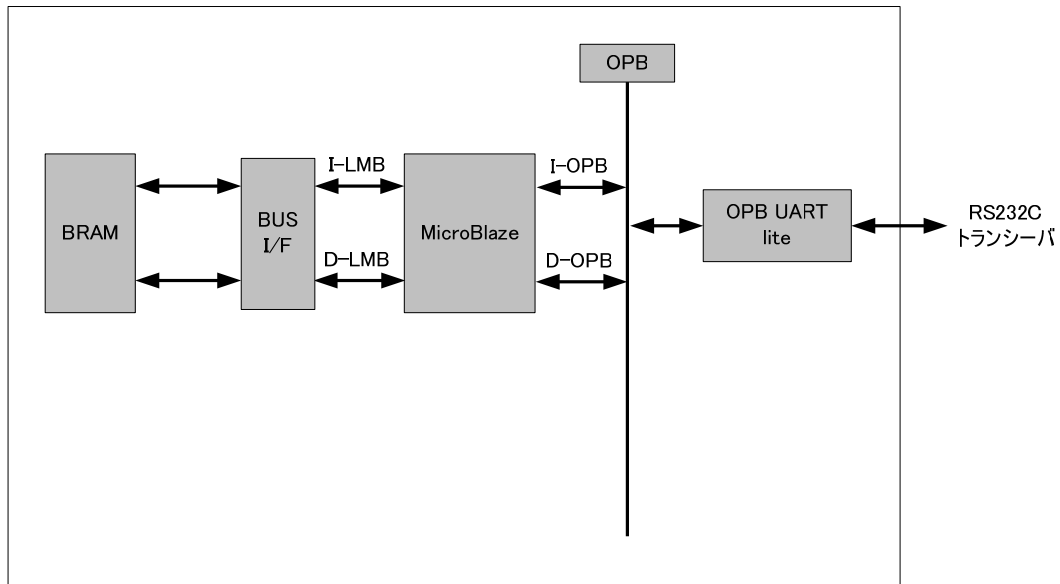 OPB
I-LMB
I-OPB
BRAM
BUS
I/F
MicroBlaze
OPB UART
lite
RS232C
トランシーバ
D-LMB
D-OPB